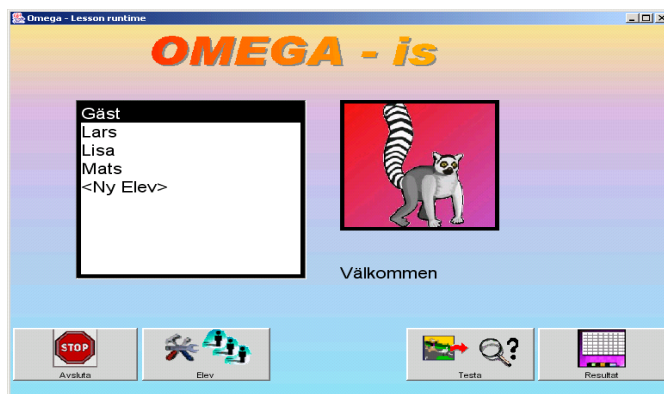 Omega - Lesson runtime
OMEGA - is
Gäst
Lars
Lisa
Mats
<Ny Elev>
Välkommen
STOP
?
Avsluta
Elev
Testa
Resultat